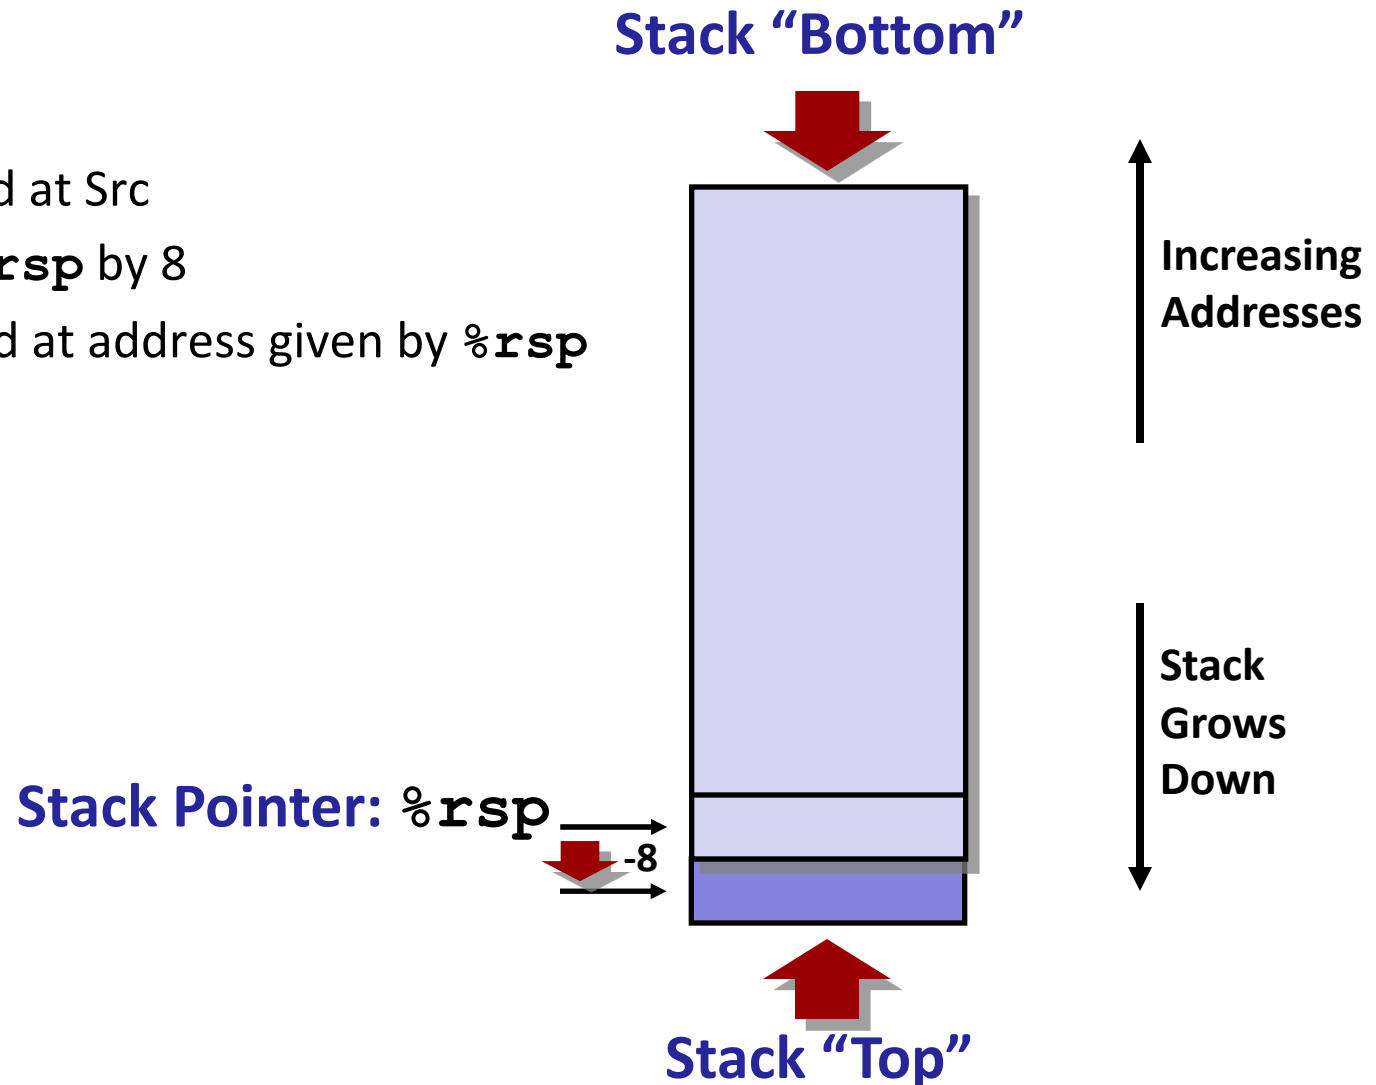 Stack “Bottom”
d at Src
rsp by 8
d at address given by %rsp
Increasing
Addresses
Stack
Grows
Down
Stack Pointer: %rsp
-8
Stack “Top”